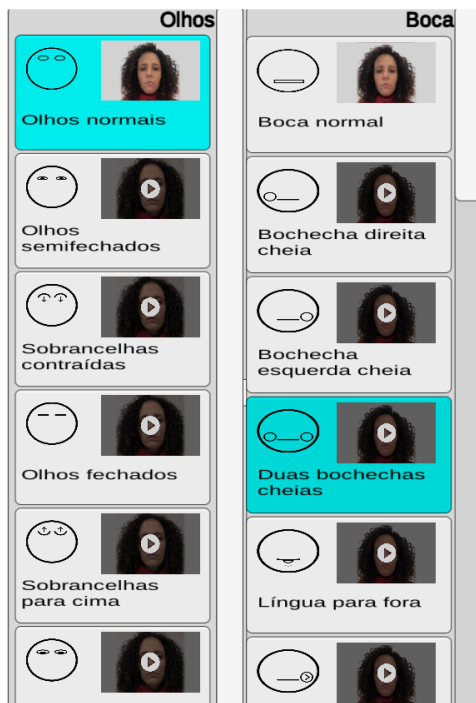 Olhos
Olhos normais
Olhos
semifechados
Sobrancelhas
contraídas
Olhos fechados
Sobrancelhas
para cima
Boca
Boca normal
Bochecha direita
cheia
Bochecha
esquerda cheia
Duas bochechas
cheias
Língua para fora